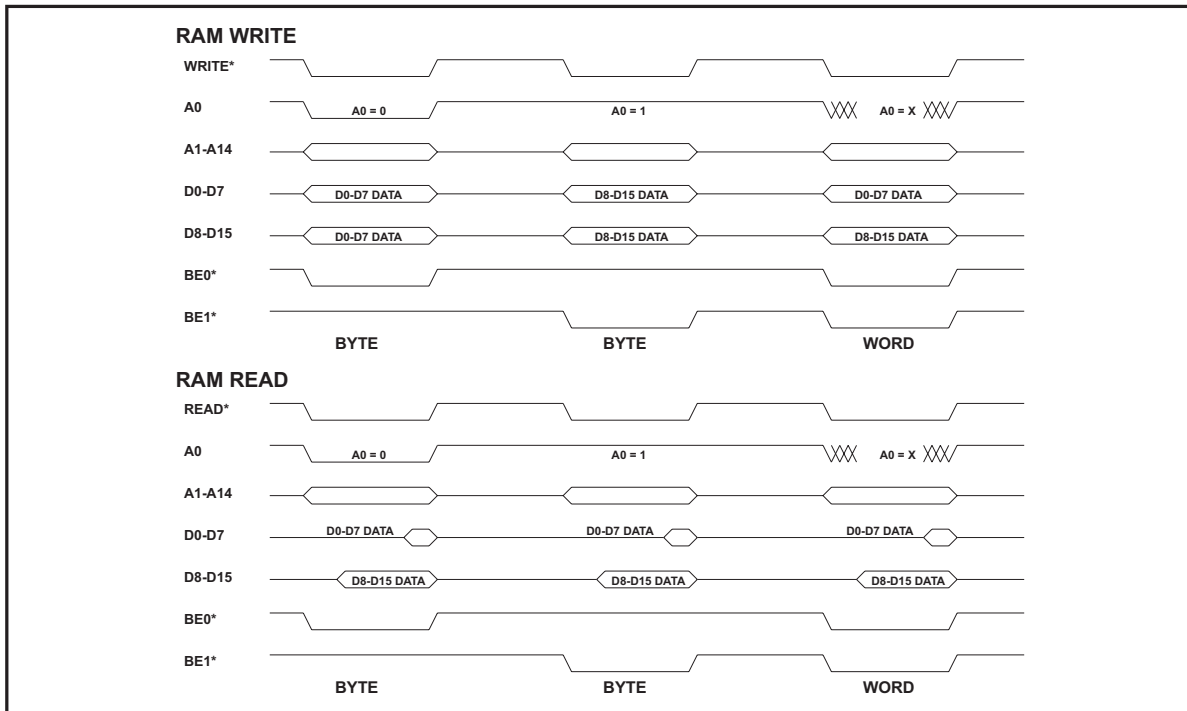 RAM WRITE
WRITE*
A0 A0 = 0 A0 = 1 A0 = X
A1-A14
D0-D7 D0-D7 DATA D8-D15 DATA D0-D7 DATA
D8-D15 D0-D7 DATA D8-D15 DATA D8-D15 DATA
BE0*
BE1*
BYTE BYTE WORD
RAM READ
READ*
A0 A0 = 0 A0 = 1 A0 = X
A1-A14
D0-D7 D0-D7 DATA D0-D7 DATA D0-D7 DATA
D8-D15 D8-D15 DATA D8-D15 DATA D8-D15 DATA
BE0*
BE1*
BYTE BYTE WORD